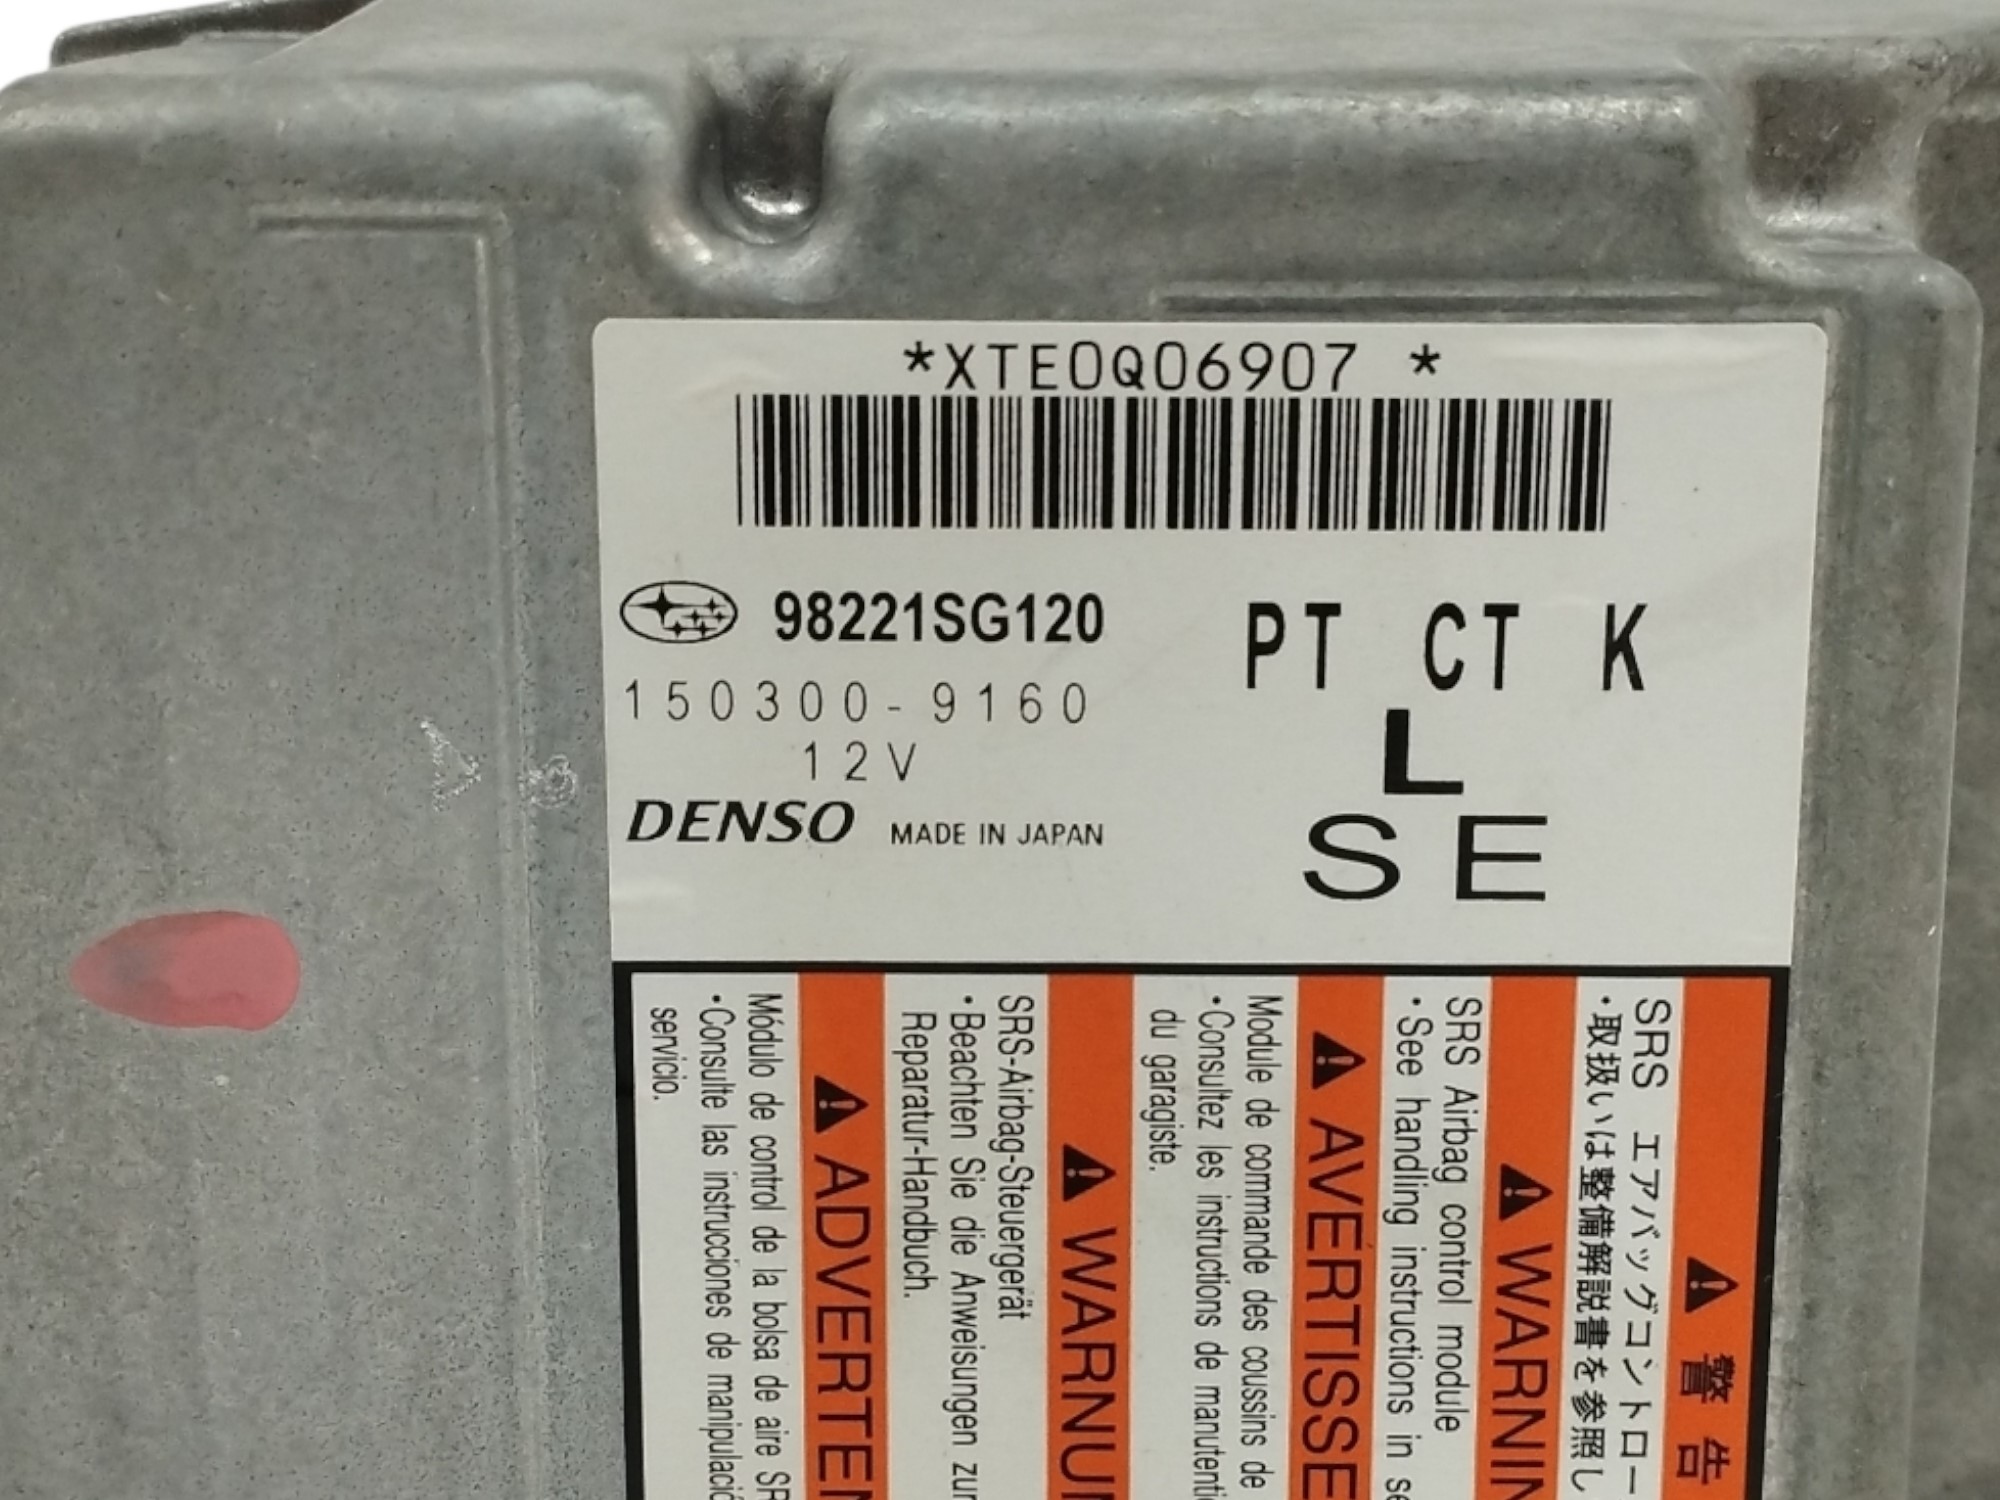 *XTE0Q06907 *
98221SG120
150300-9160
12V
DENSO MADE IN JAPAN
PT CT K
L
SE
警告
SRS エアバッグコントロー
・取扱いは整備解説書を参照し
SRS Airbag control module
・See handling instructions in se
AVERTISSE
Module de commande des coussins de
・Consultez les instructions de manutenti
du garagiste.
SRS-Airbag-Steuergerät
・Beachten Sie die Anweisungen zur
Reparatur-Handbuch.
ADVERTEN
Módulo de control de la bolsa de aire SR
・Consulte las instrucciones de manipulació
servicio.